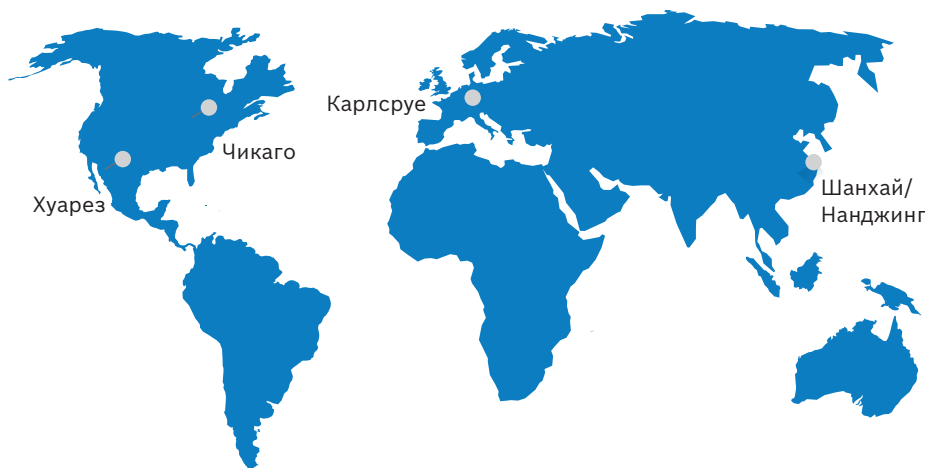 Карлсруе
Чикаго
Хуарез
Шанхай/
Нанджинг